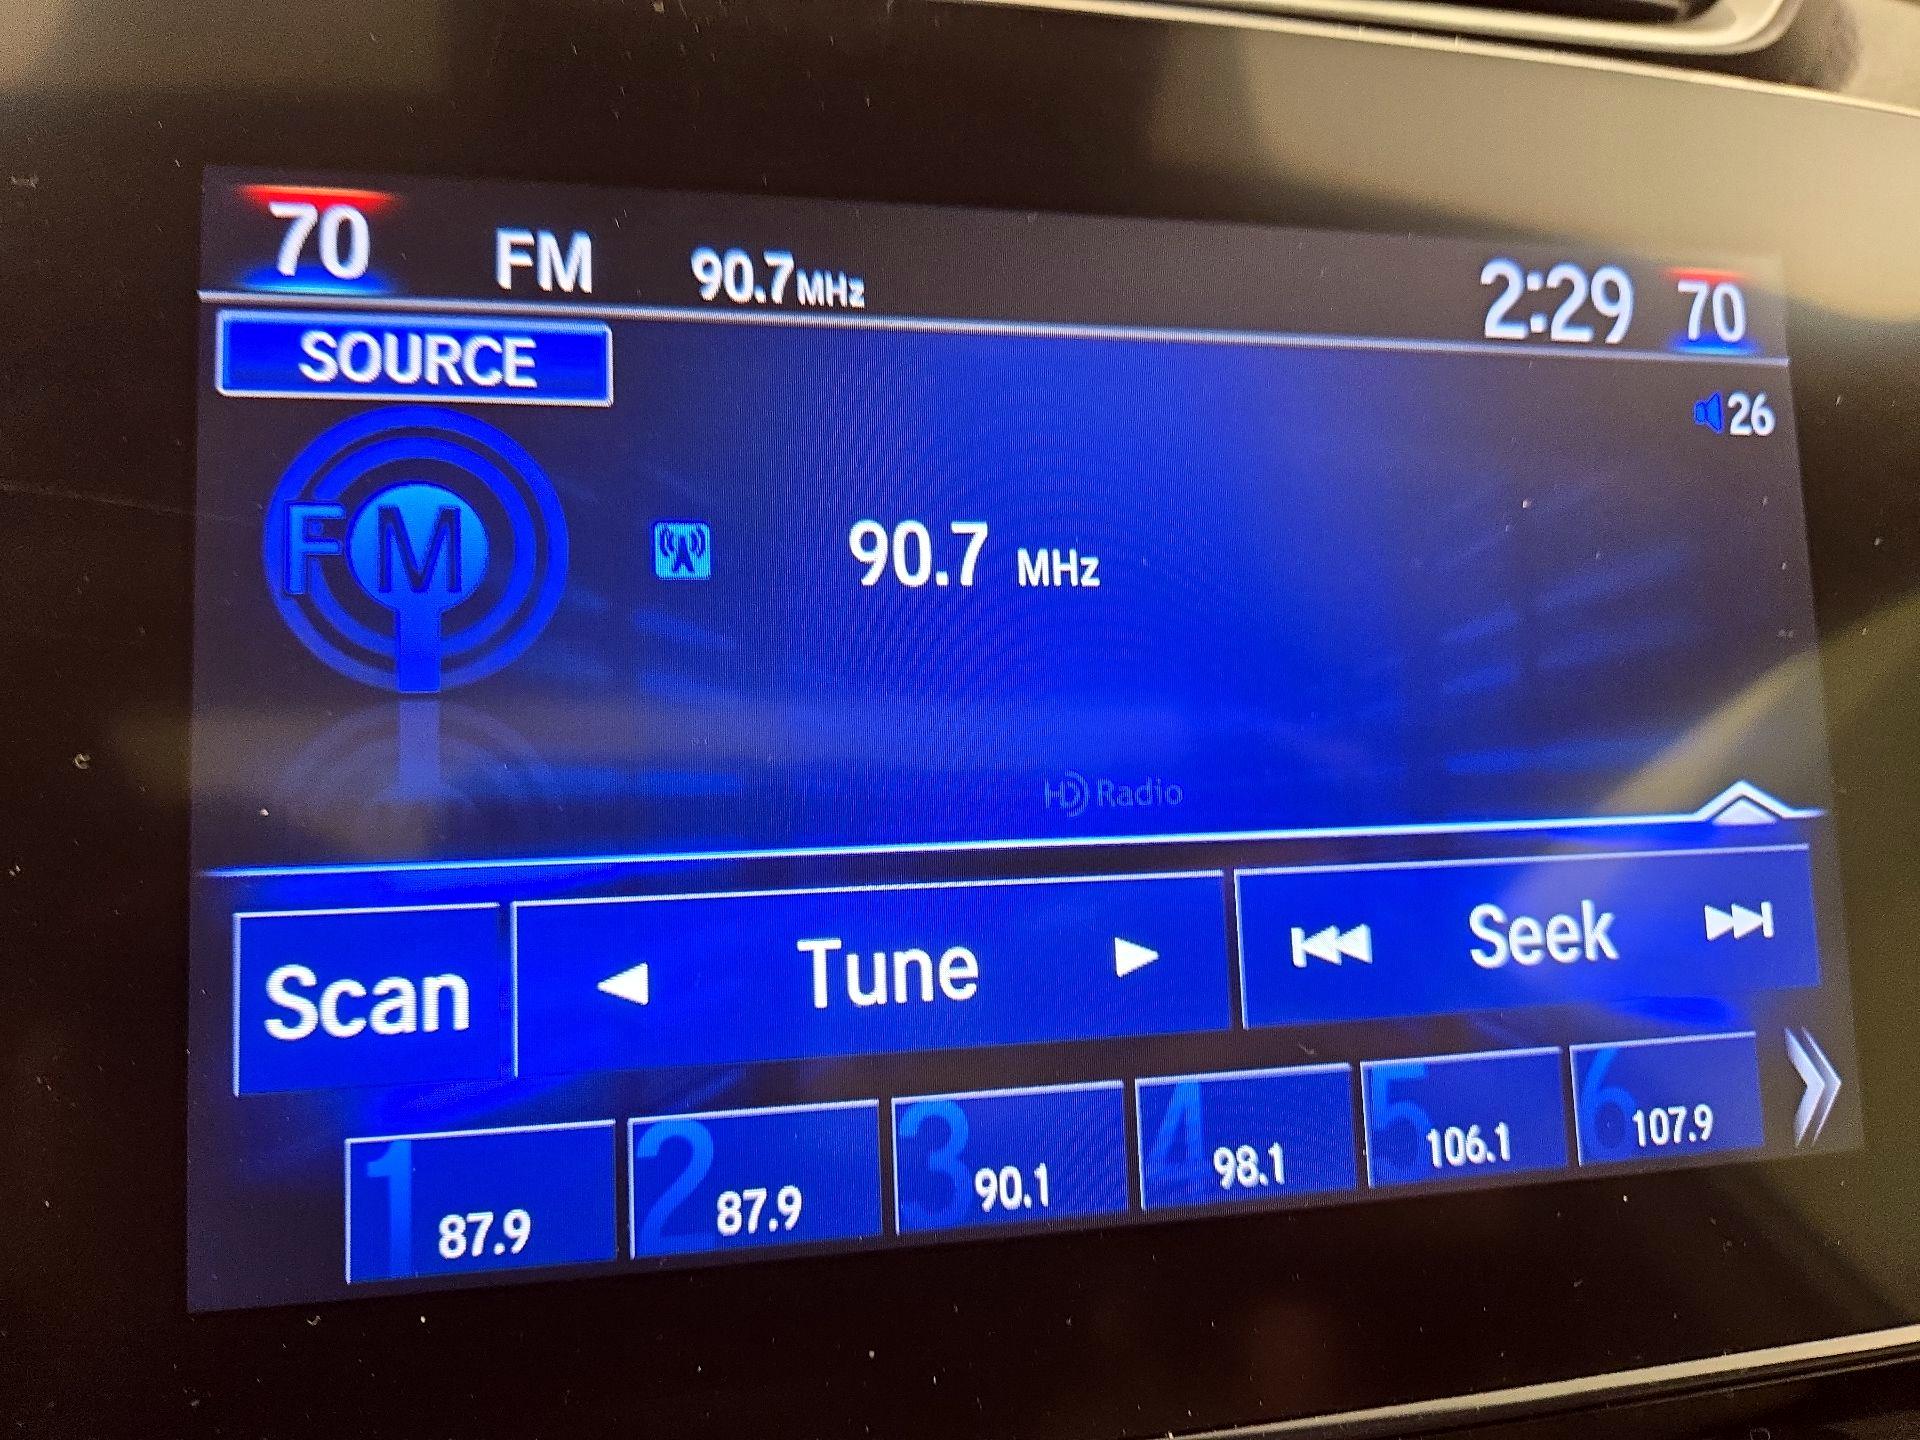 70 FM 90.7MHz 2:29 70
SOURCE
26
FM
90.7 MHz
HD Radio
Scan Tune Seek
1 87.9 2 87.9 3 90.1 4 98.1 5 106.1 6 107.9